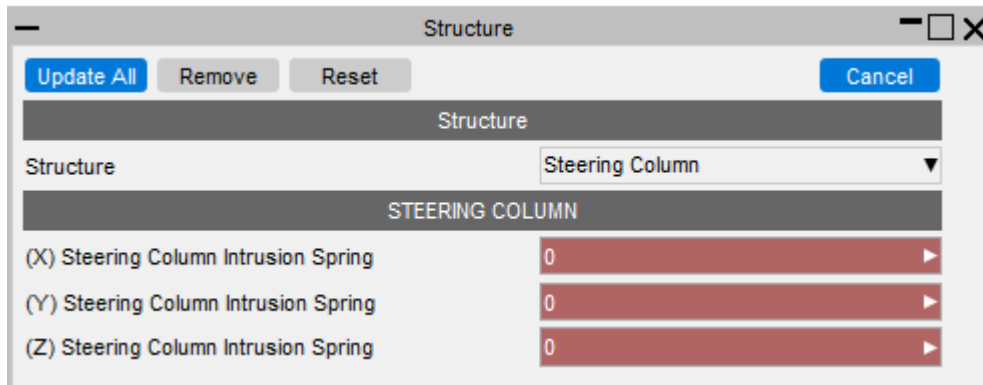 Structure
Update All Remove Reset Cancel
Structure
Structure Steering Column
STEERING COLUMN
(X) Steering Column Intrusion Spring 0
(Y) Steering Column Intrusion Spring 0
(Z) Steering Column Intrusion Spring 0